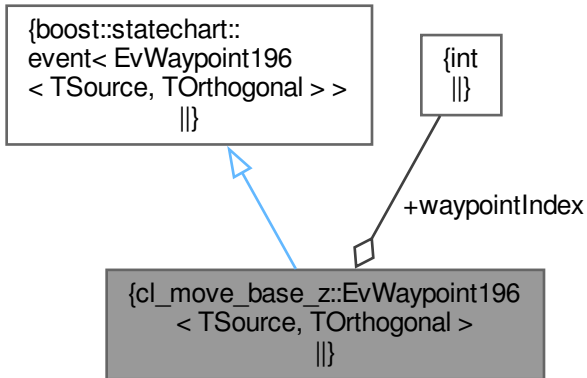 {boost::statechart::
event< EvWaypoint196
< TSource, TOrthogonal > >
||}
{int
||}
+waypointIndex
{cl_move_base_z::EvWaypoint196
< TSource, TOrthogonal >
||}